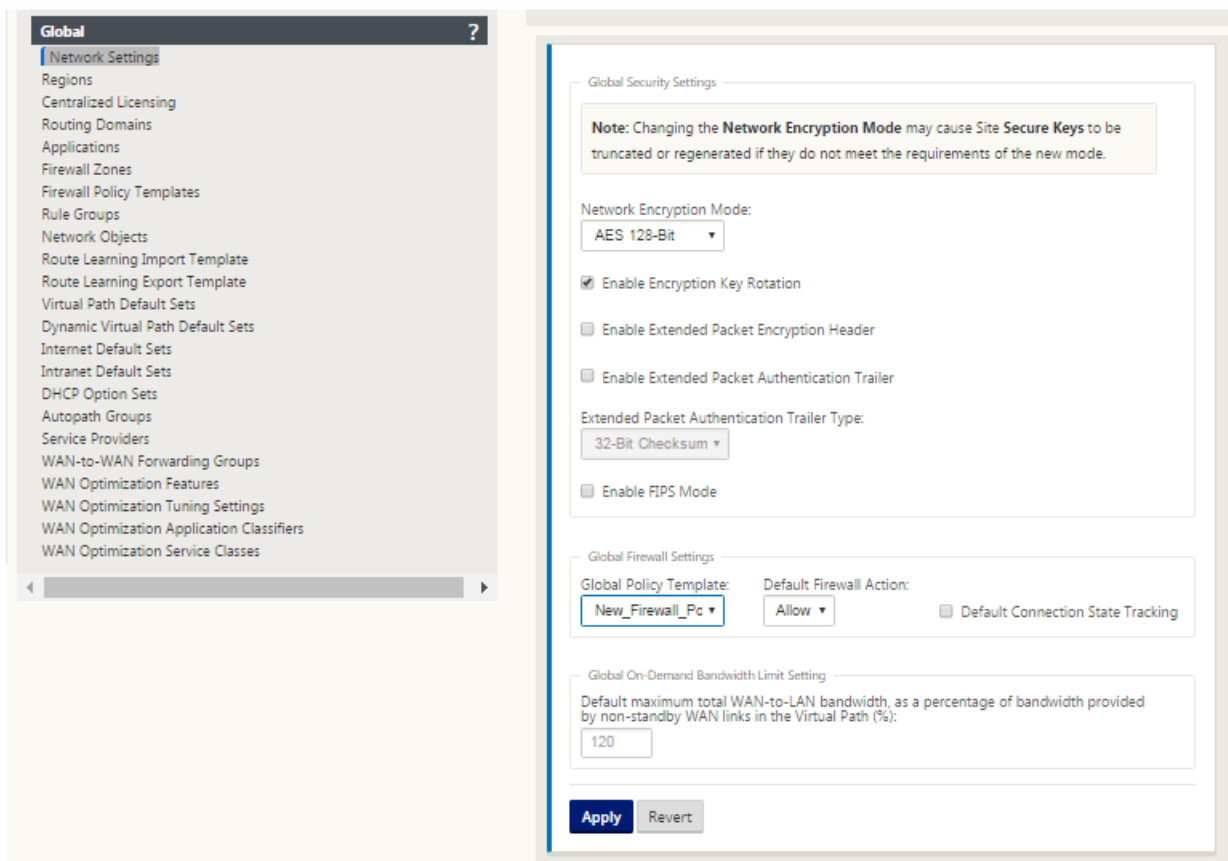 Global ?
Network Settings
Regions
Centralized Licensing
Routing Domains
Applications
Firewall Zones
Firewall Policy Templates
Rule Groups
Network Objects
Route Learning Import Template
Route Learning Export Template
Virtual Path Default Sets
Dynamic Virtual Path Default Sets
Internet Default Sets
Intranet Default Sets
DHCP Option Sets
Autopath Groups
Service Providers
WAN-to-WAN Forwarding Groups
WAN Optimization Features
WAN Optimization Tuning Settings
WAN Optimization Application Classifiers
WAN Optimization Service Classes
Global Security Settings
Note: Changing the Network Encryption Mode may cause Site Secure Keys to be
truncated or regenerated if they do not meet the requirements of the new mode.
Network Encryption Mode:
AES 128-Bit
Enable Encryption Key Rotation
Enable Extended Packet Encryption Header
Enable Extended Packet Authentication Trailer
Extended Packet Authentication Trailer Type:
32-Bit Checksum
Enable FIPS Mode
Global Firewall Settings
Global Policy Template: Default Firewall Action:
New_Firewall_Pc Allow Default Connection State Tracking
Global On-Demand Bandwidth Limit Setting
Default maximum total WAN-to-LAN bandwidth, as a percentage of bandwidth provided
by non-standby WAN links in the Virtual Path (%):
120
Apply Revert